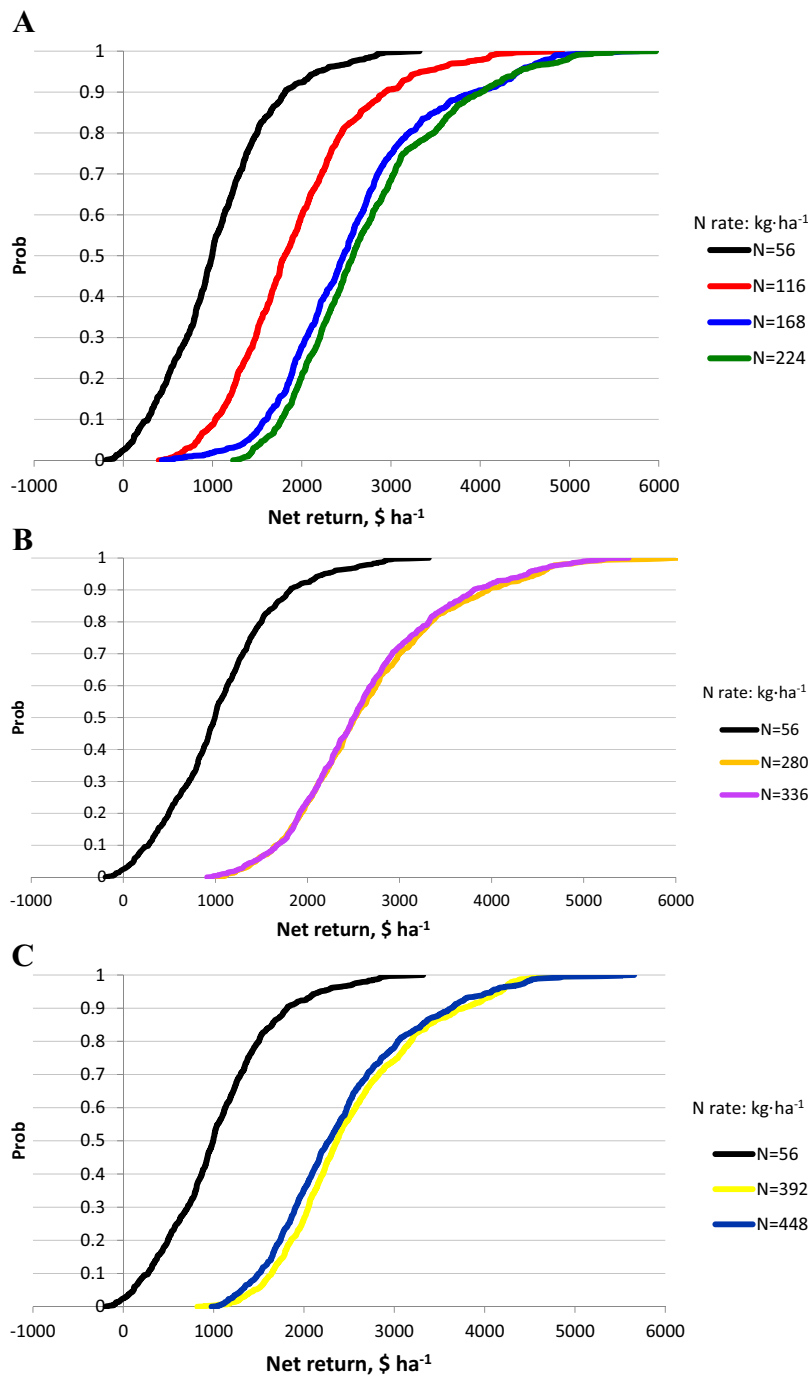 A
1
0.9
0.8
0.7
0.6
0.5
0.4
0.3
0.2
0.1
0
Prob
-1000 0 1000 2000 3000 4000 5000 6000
Net return, $ ha⁻¹
N rate: kg·ha⁻¹
N=56
N=116
N=168
N=224
B
1
0.9
0.8
0.7
0.6
0.5
0.4
0.3
0.2
0.1
0
Prob
-1000 0 1000 2000 3000 4000 5000 6000
Net return, $ ha⁻¹
N rate: kg·ha⁻¹
N=56
N=280
N=336
C
1
0.9
0.8
0.7
0.6
0.5
0.4
0.3
0.2
0.1
0
Prob
-1000 0 1000 2000 3000 4000 5000 6000
Net return, $ ha⁻¹
N rate: kg·ha⁻¹
N=56
N=392
N=448